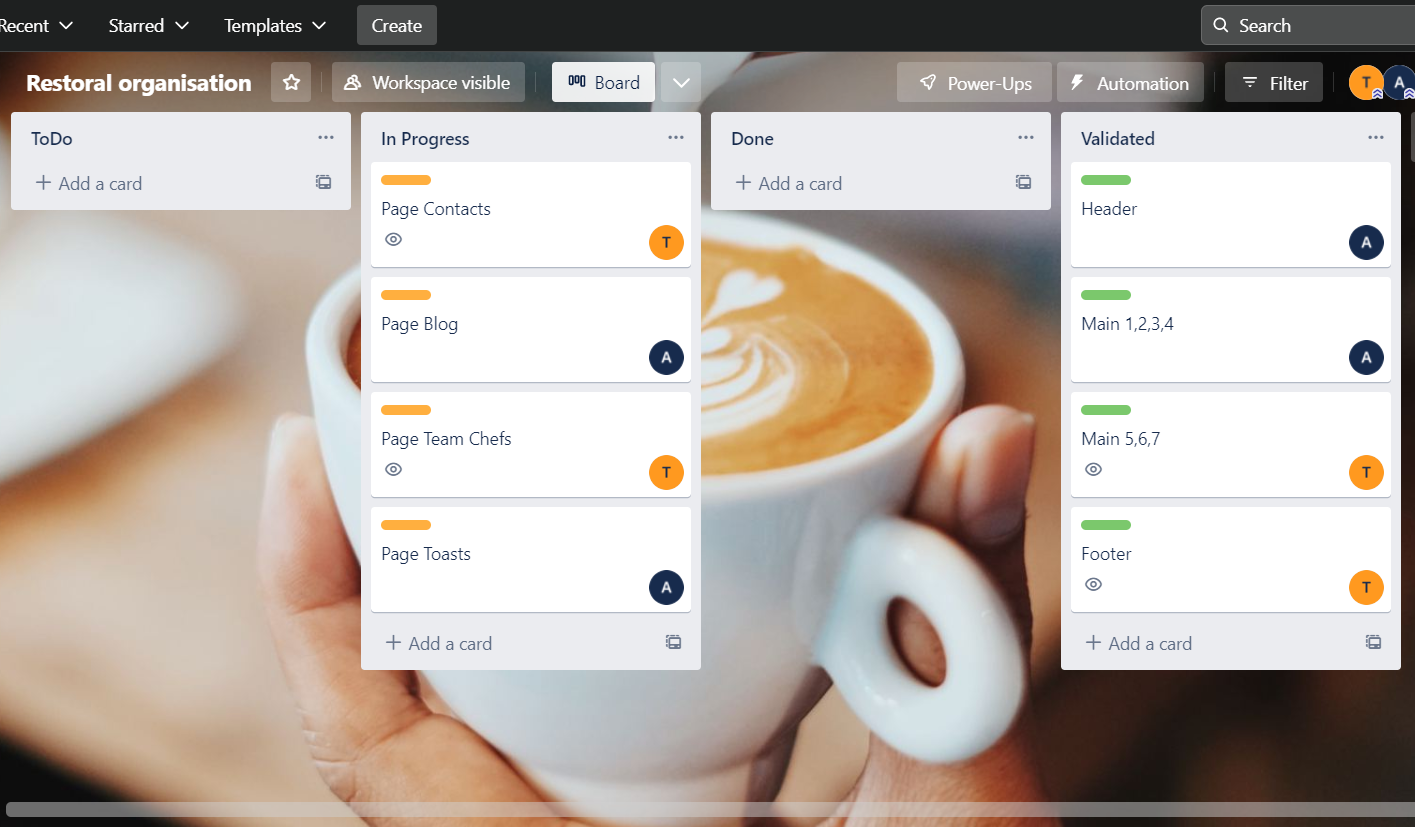 Recent Starred Templates Create Search
Restoral organisation Workspace visible Board Power-Ups Automation Filter T A
ToDo
Add a card
In Progress
Page Contacts
T
Page Blog
A
Page Team Chefs
T
Page Toasts
A
Add a card
Done
Add a card
Validated
Header
A
Main 1,2,3,4
A
Main 5,6,7
T
Footer
T
Add a card